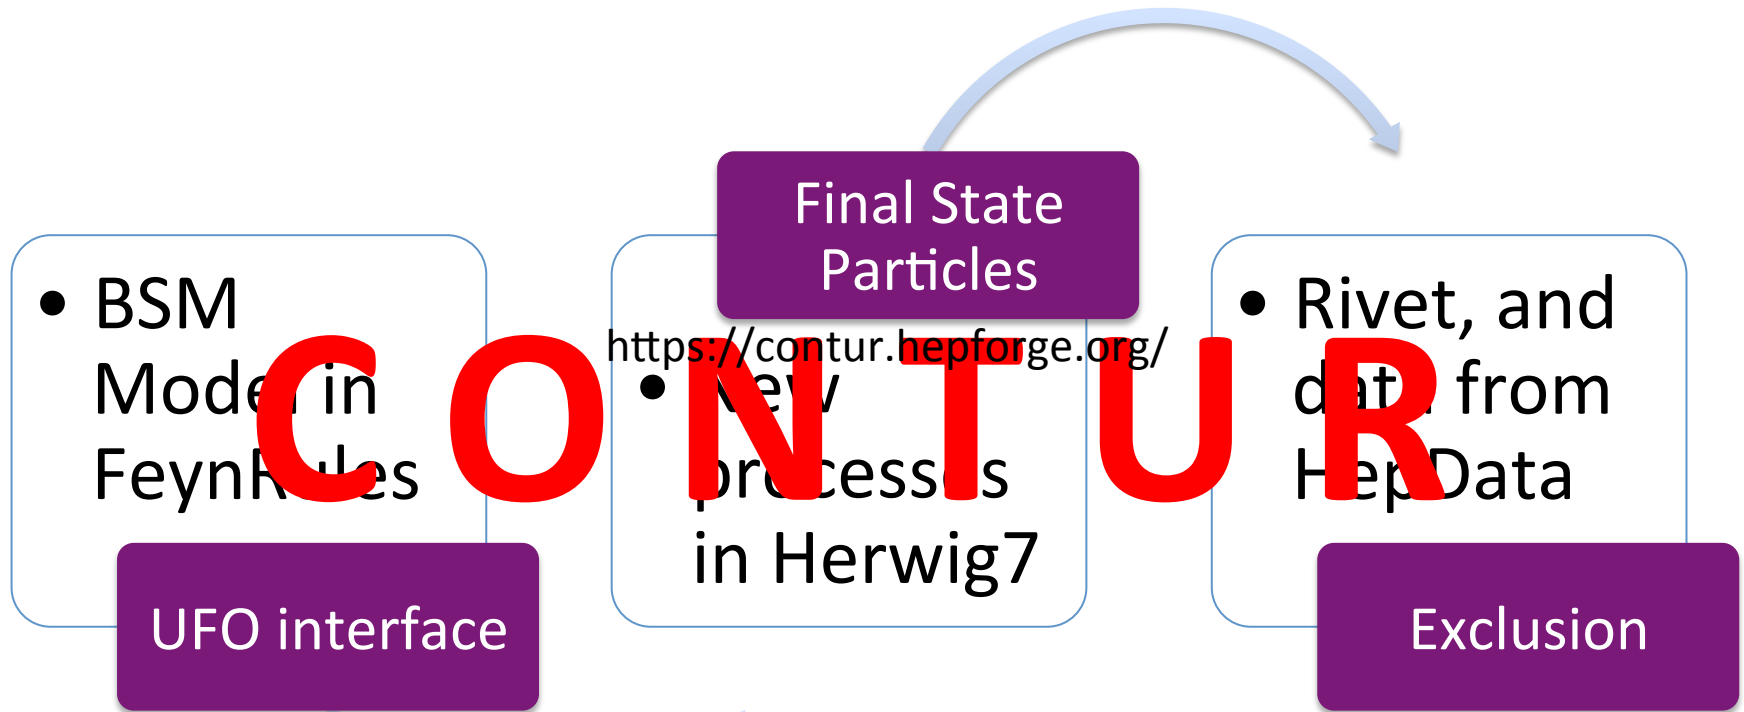 Final State
Particles
• BSM
Model in
FeynRules
UFO interface
https://contur.hepforge.org/
• New
processes
in Herwig7
• Rivet, and
data from
HepData
Exclusion
CONTUR